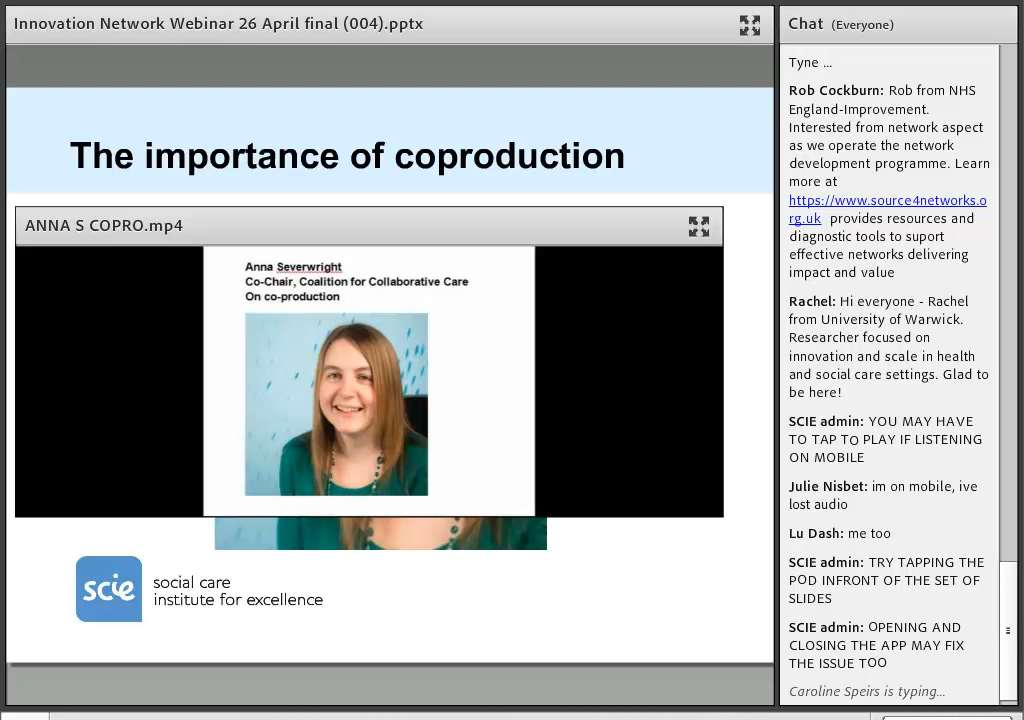 Innovation Network Webinar 26 April final (004).pptx
The importance of coproduction
ANNA S COPRO.mp4
Anna Severwright
Co-Chair, Coalition for Collaborative Care
On co-production
scie
social care
institute for excellence
Chat (Everyone)
Tyne ...
Rob Cockburn: Rob from NHS
England-Improvement.
Interested from network aspect
as we operate the network
development programme. Learn
more at
https://www.source4networks.o
rg.uk provides resources and
diagnostic tools to suport
effective networks delivering
impact and value
Rachel: Hi everyone - Rachel
from University of Warwick.
Researcher focused on
innovation and scale in health
and social care settings. Glad to
be here!
SCIE admin: YOU MAY HAVE
TO TAP TO PLAY IF LISTENING
ON MOBILE
Julie Nisbet: im on mobile, ive
lost audio
Lu Dash: me too
SCIE admin: TRY TAPPING THE
POD INFRONT OF THE SET OF
SLIDES
SCIE admin: OPENING AND
CLOSING THE APP MAY FIX
THE ISSUE TOO
Caroline Speirs is typing...